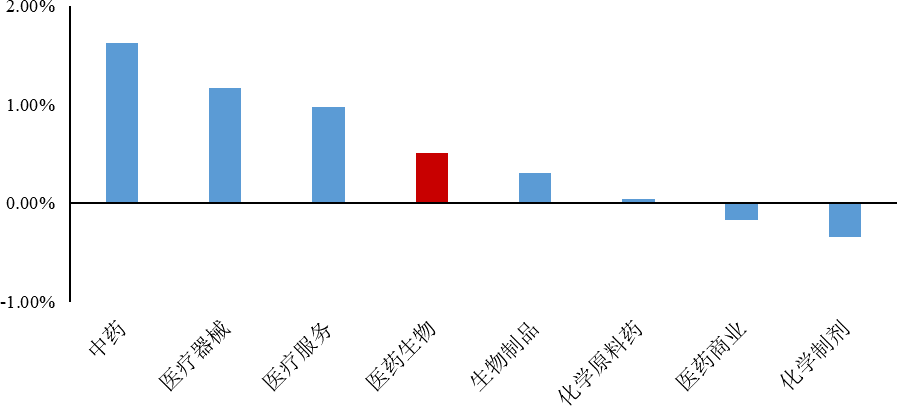 2.00%
1.00%
0.00%
-1.00%
中药
医疗器械
医疗服务
医药生物
生物制品
化学原料药
医药商业
化学制剂